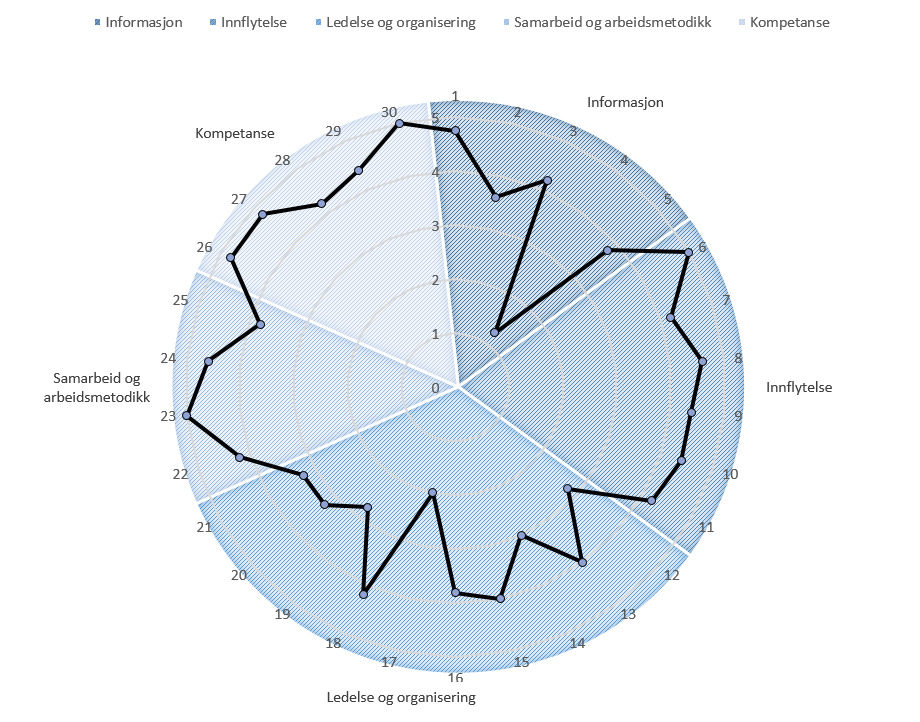 Informasjon Innflytelse Ledelse og organisering Samarbeid og arbeidsmetodikk Kompetanse
1
30 2 Informasjon
5
Kompetanse 29 3
28 4
4
27 5
3
26 6
2
25 7
1
24 8
Samarbeid og
arbeidsmetodikk
0 Innflytelse
23 9
22 10
21 11
20 12
19 13
18 14
17 15
16
Ledelse og organisering